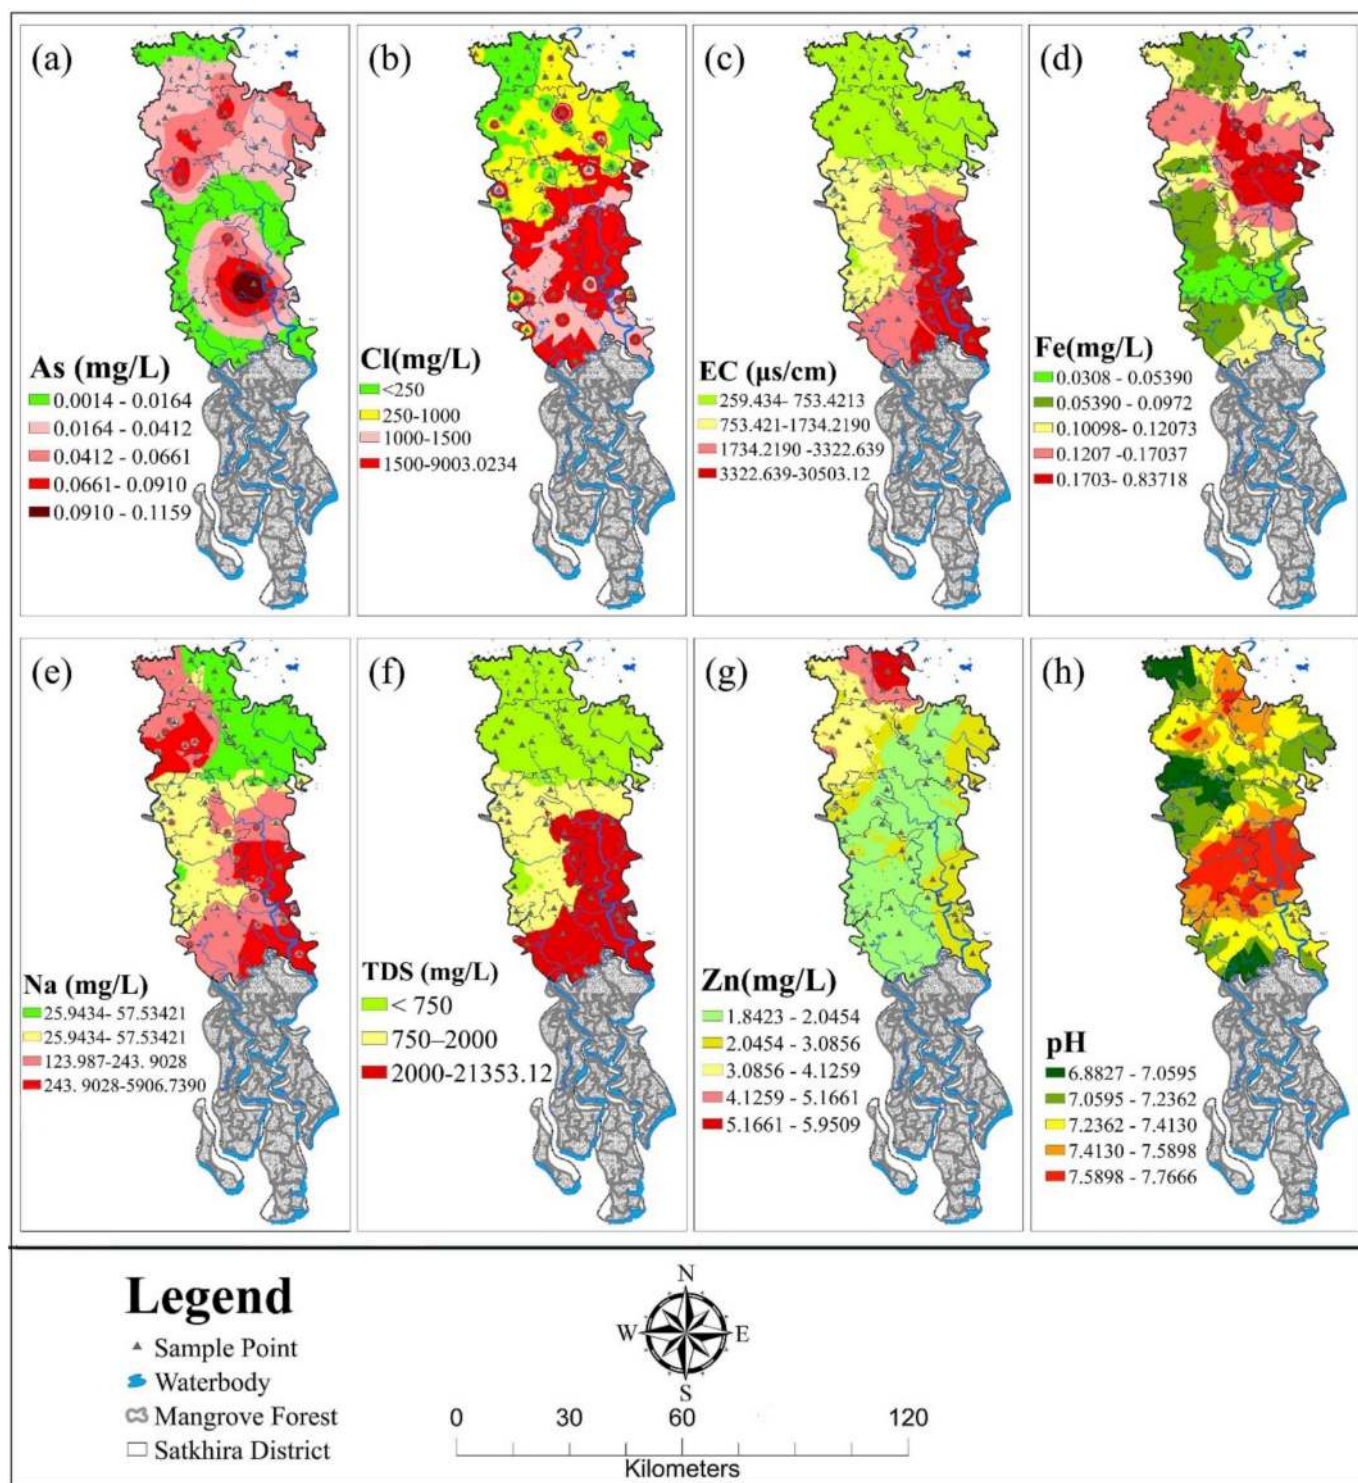 (a)
As (mg/L)
0.0014 - 0.0164
0.0164 - 0.0412
0.0412 - 0.0661
0.0661- 0.0910
0.0910 - 0.1159
(b)
Cl(mg/L)
<250
250-1000
1000-1500
1500-9003.0234
(c)
EC (µs/cm)
259.434- 753.4213
753.421-1734.2190
1734.2190 -3322.639
3322.639-30503.12
(d)
Fe(mg/L)
0.0308 - 0.05390
0.05390 - 0.0972
0.10098- 0.12073
0.1207 -0.17037
0.1703- 0.83718
(e)
Na (mg/L)
25.9434- 57.53421
25.9434- 57.53421
123.987-243. 9028
243. 9028-5906.7390
(f)
TDS (mg/L)
< 750
750–2000
2000-21353.12
(g)
Zn(mg/L)
1.8423 - 2.0454
2.0454 - 3.0856
3.0856 - 4.1259
4.1259 - 5.1661
5.1661 - 5.9509
(h)
pH
6.8827 - 7.0595
7.0595 - 7.2362
7.2362 - 7.4130
7.4130 - 7.5898
7.5898 - 7.7666
Legend
Sample Point
Waterbody
Mangrove Forest
Satkhira District
N
W E
S
0 30 60 120
Kilometers